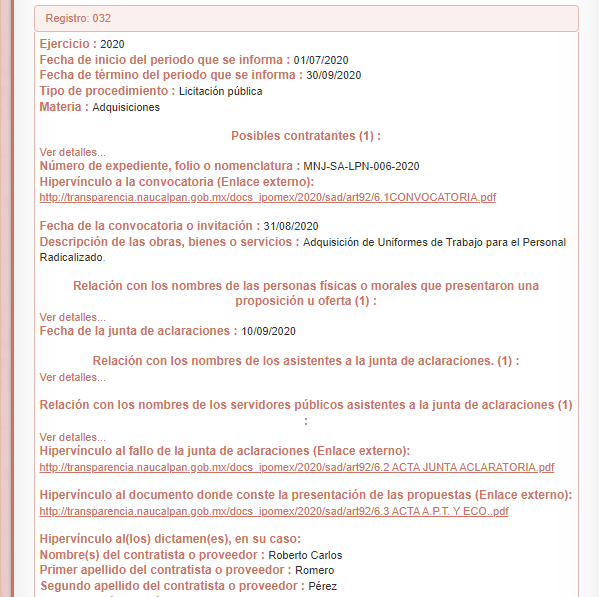 Registro: 032
Ejercicio : 2020
Fecha de inicio del periodo que se informa : 01/07/2020
Fecha de término del periodo que se informa : 30/09/2020
Tipo de procedimiento : Licitación pública
Materia : Adquisiciones
Posibles contratantes (1) :
Ver detalles...
Número de expediente, folio o nomenclatura : MNJ-SA-LPN-006-2020
Hipervínculo a la convocatoria (Enlace externo):
http://transparencia.naucalpan.gob.mx/docs_ipomex/2020/sad/art92/6.1CONVOCATORIA.pdf
Fecha de la convocatoria o invitación : 31/08/2020
Descripción de las obras, bienes o servicios : Adquisición de Uniformes de Trabajo para el Personal
Radicalizado.
Relación con los nombres de las personas físicas o morales que presentaron una
proposición u oferta (1) :
Ver detalles...
Fecha de la junta de aclaraciones : 10/09/2020
Relación con los nombres de los asistentes a la junta de aclaraciones. (1) :
Ver detalles...
Relación con los nombres de los servidores públicos asistentes a la junta de aclaraciones (1)
:
Ver detalles...
Hipervínculo al fallo de la junta de aclaraciones (Enlace externo):
http://transparencia.naucalpan.gob.mx/docs_ipomex/2020/sad/art92/6.2 ACTA JUNTA ACLARATORIA.pdf
Hipervínculo al documento donde conste la presentación de las propuestas (Enlace externo):
http://transparencia.naucalpan.gob.mx/docs_ipomex/2020/sad/art92/6.3 ACTA A.P.T. Y ECO..pdf
Hipervínculo al(los) dictamen(es), en su caso:
Nombre(s) del contratista o proveedor : Roberto Carlos
Primer apellido del contratista o proveedor : Romero
Segundo apellido del contratista o proveedor : Pérez